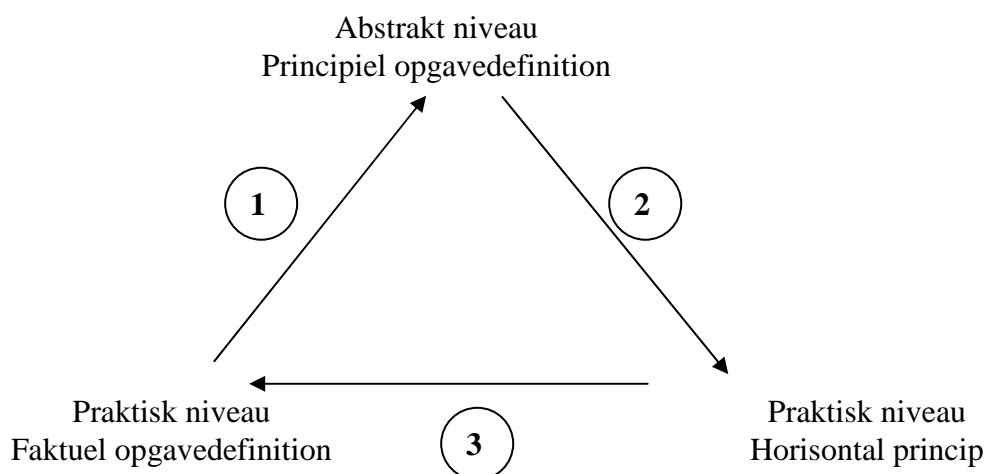 Abstrakt niveau
Principiel opgavedefinition
1
2
Praktisk niveau
Faktuel opgavedefinition
3
Praktisk niveau
Horisontal princip